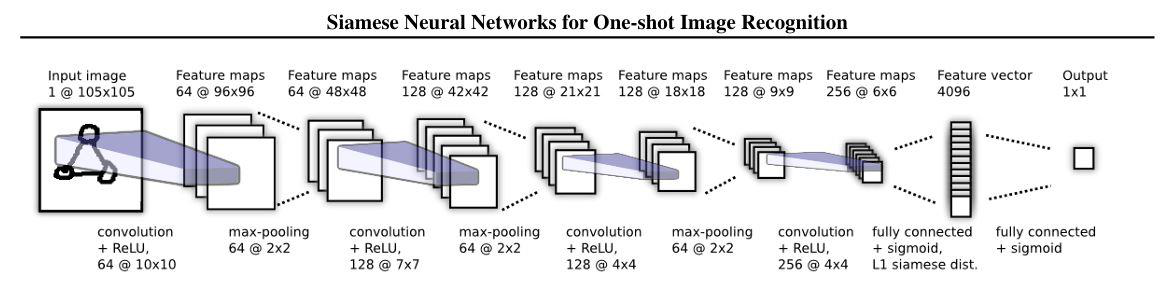 Siamese Neural Networks for One-shot Image Recognition
Input image
1 @ 105x105
Feature maps
64 @ 96x96
Feature maps
64 @ 48x48
Feature maps
128 @ 42x42
Feature maps
128 @ 21x21
Feature maps
128 @ 18x18
Feature maps
128 @ 9x9
Feature maps
256 @ 6x6
Feature vector
4096
Output
1x1
convolution
+ ReLU,
64 @ 10x10
max-pooling
64 @ 2x2
convolution
+ ReLU,
128 @ 7x7
max-pooling
64 @ 2x2
convolution
+ ReLU,
128 @ 4x4
max-pooling
64 @ 2x2
convolution
+ ReLU,
256 @ 4x4
fully connected
+ sigmoid,
L1 siamese dist.
fully connected
+ sigmoid